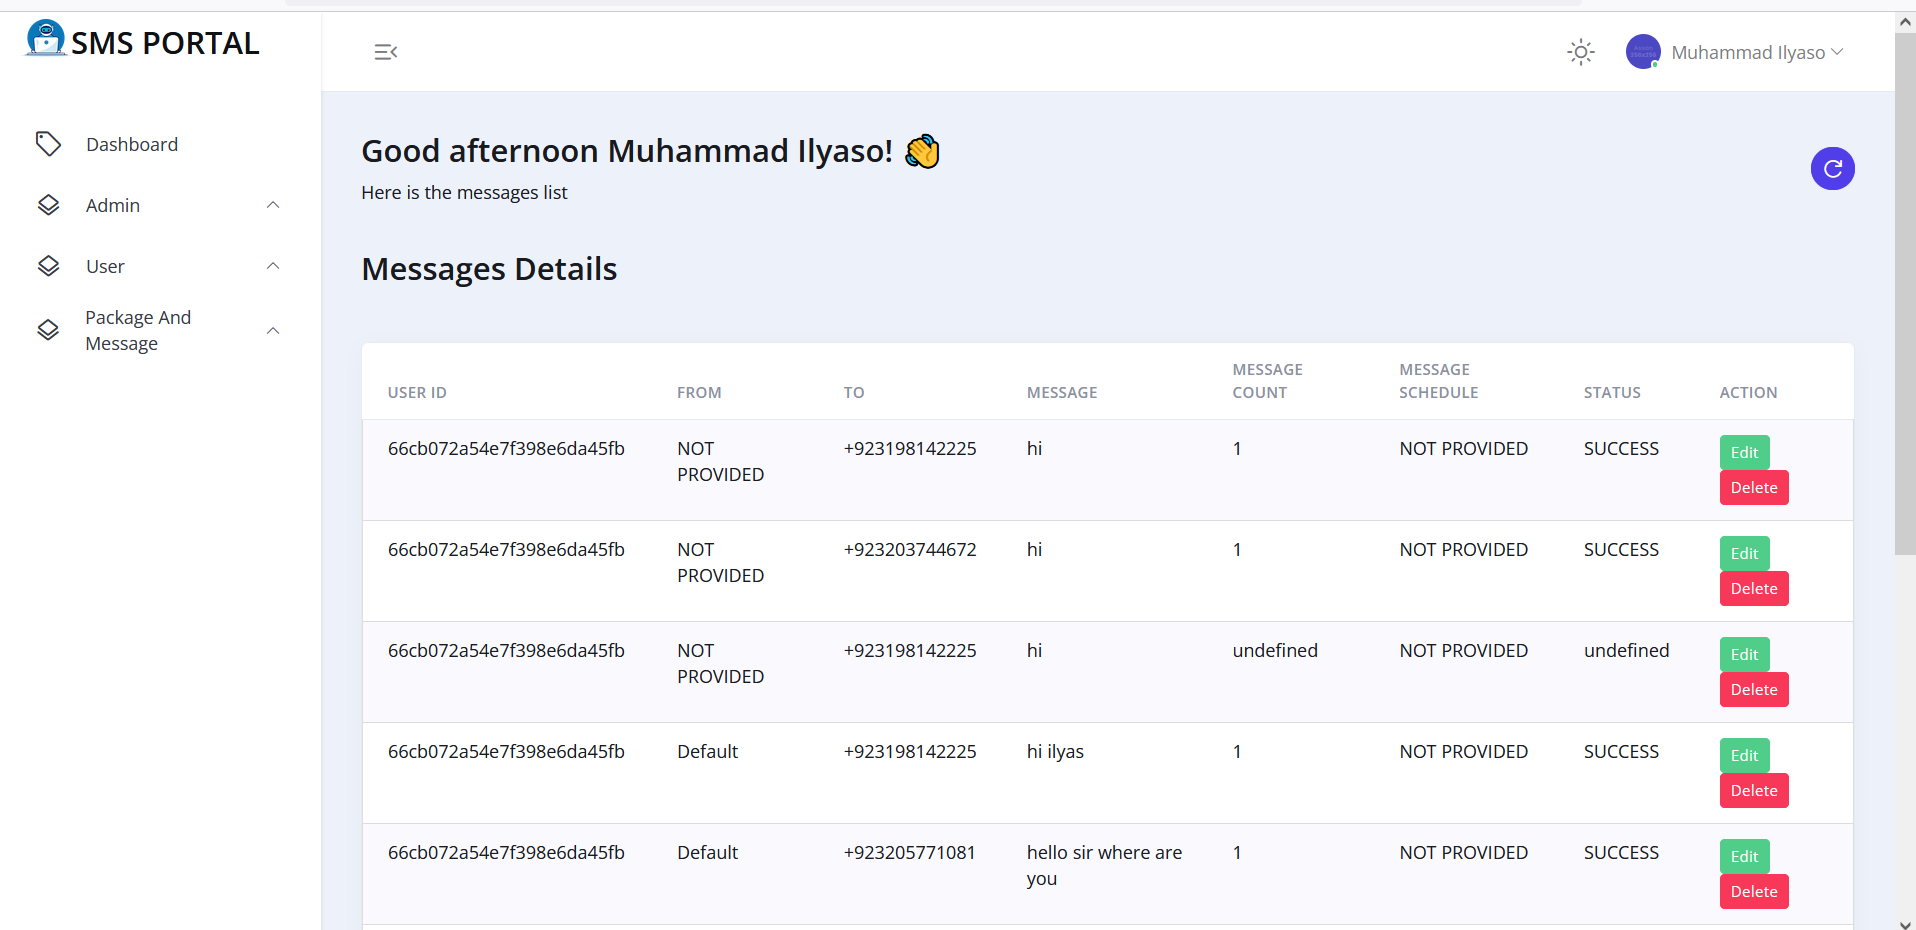 SMS PORTAL
Muhammad Ilyaso
Dashboard
Admin
User
Package And
Message
Good afternoon Muhammad Ilyaso! 👋
Here is the messages list
Messages Details
USER ID FROM TO MESSAGE MESSAGE COUNT MESSAGE SCHEDULE STATUS ACTION
66cb072a54e7f398e6da45fb NOT PROVIDED +923198142225 hi 1 NOT PROVIDED SUCCESS Edit Delete
66cb072a54e7f398e6da45fb NOT PROVIDED +923203744672 hi 1 NOT PROVIDED SUCCESS Edit Delete
66cb072a54e7f398e6da45fb NOT PROVIDED +923198142225 hi undefined NOT PROVIDED undefined Edit Delete
66cb072a54e7f398e6da45fb Default +923198142225 hi ilyas 1 NOT PROVIDED SUCCESS Edit Delete
66cb072a54e7f398e6da45fb Default +923205771081 hello sir where are you 1 NOT PROVIDED SUCCESS Edit Delete